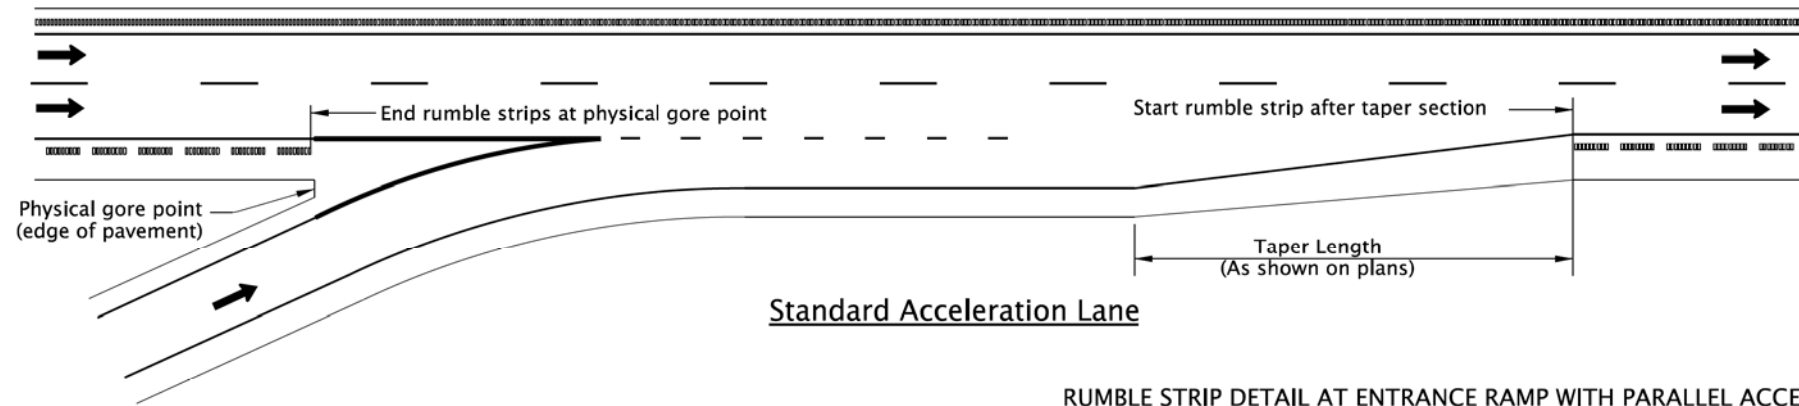 End rumble strips at physical gore point
Start rumble strip after taper section
Physical gore point
(edge of pavement)
Taper Length
(As shown on plans)
Standard Acceleration Lane
RUMBLE STRIP DETAIL AT ENTRANCE RAMP WITH PARALLEL ACCE